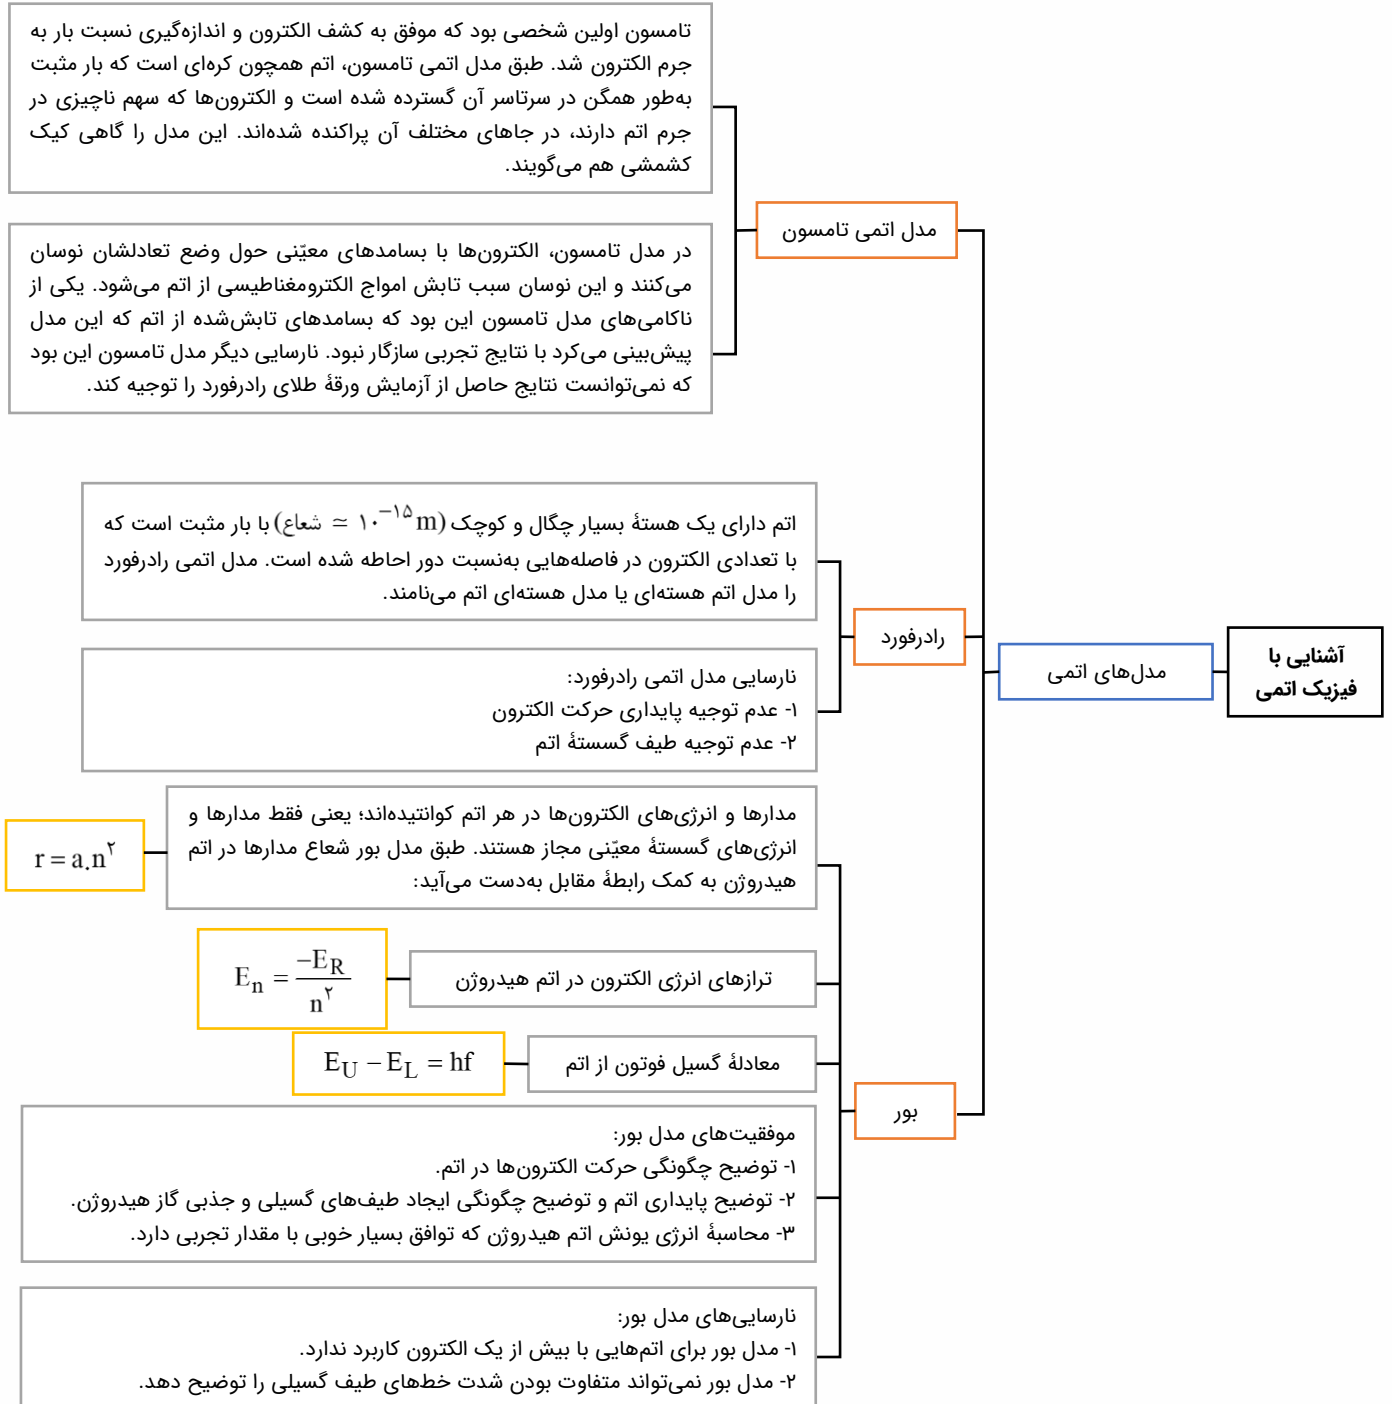 آشنایی با
فیزیک اتمی
مدل‌های اتمی
مدل اتمی تامسون
تامسون اولین شخصی بود که موفق به کشف الکترون و اندازه‌گیری نسبت بار به
جرم الکترون شد. طبق مدل اتمی تامسون، اتم همچون کره‌ای است که بار مثبت
به‌طور همگن در سرتاسر آن گسترده شده است و الکترون‌ها که سهم ناچیزی در
جرم اتم دارند، در جاهای مختلف آن پراکنده شده‌اند. این مدل را گاهی کیک
کشمشی هم می‌گویند.
در مدل تامسون، الکترون‌ها با بسامدهای معیّنی حول وضع تعادلشان نوسان
می‌کنند و این نوسان سبب تابش امواج الکترومغناطیسی از اتم می‌شود. یکی از
ناکامی‌های مدل تامسون این بود که بسامدهای تابش‌شده از اتم که این مدل
پیش‌بینی می‌کرد با نتایج تجربی سازگار نبود. نارسایی دیگر مدل تامسون این بود
که نمی‌توانست نتایج حاصل از آزمایش ورقهٔ طلای رادرفورد را توجیه کند.
رادرفورد
اتم دارای یک هستهٔ بسیار چگال و کوچک (شعاع ≃ ۱۰⁻¹⁵ m) با بار مثبت است که
با تعدادی الکترون در فاصله‌هایی به‌نسبت دور احاطه شده است. مدل اتمی رادرفورد
را مدل اتم هسته‌ای یا مدل هسته‌ای اتم می‌نامند.
نارسایی مدل اتمی رادرفورد:
۱- عدم توجیه پایداری حرکت الکترون
۲- عدم توجیه طیف گسستهٔ اتم
بور
مدارها و انرژی‌های الکترون‌ها در هر اتم کوانتیده‌اند؛ یعنی فقط مدارها و
انرژی‌های گسستهٔ معیّنی مجاز هستند. طبق مدل بور شعاع مدارها در اتم
هیدروژن به کمک رابطهٔ مقابل به‌دست می‌آید:
r = a.n^۲
ترازهای انرژی الکترون در اتم هیدروژن
E_n = −E_R / n^۲
معادلهٔ گسیل فوتون از اتم
E_U − E_L = hf
موفقیت‌های مدل بور:
۱- توضیح چگونگی حرکت الکترون‌ها در اتم.
۲- توضیح پایداری اتم و توضیح چگونگی ایجاد طیف‌های گسیلی و جذبی گاز هیدروژن.
۳- محاسبهٔ انرژی یونش اتم هیدروژن که توافق بسیار خوبی با مقدار تجربی دارد.
نارسایی‌های مدل بور:
۱- مدل بور برای اتم‌هایی با بیش از یک الکترون کاربرد ندارد.
۲- مدل بور نمی‌تواند متفاوت بودن شدت خط‌های طیف گسیلی را توضیح دهد.